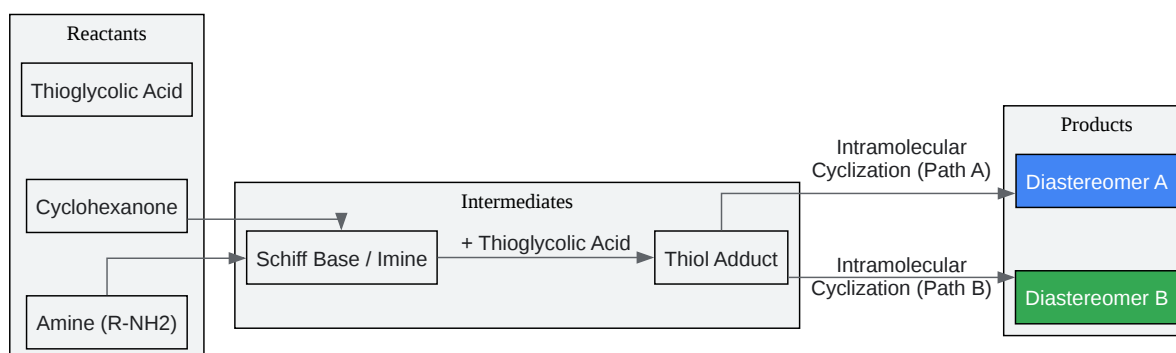 Reactants
Thioglycolic Acid
Cyclohexanone
Amine (R-NH2)
Intermediates
Schiff Base / Imine
+ Thioglycolic Acid
Thiol Adduct
Intramolecular
Cyclization (Path A)
Intramolecular
Cyclization (Path B)
Products
Diastereomer A
Diastereomer B